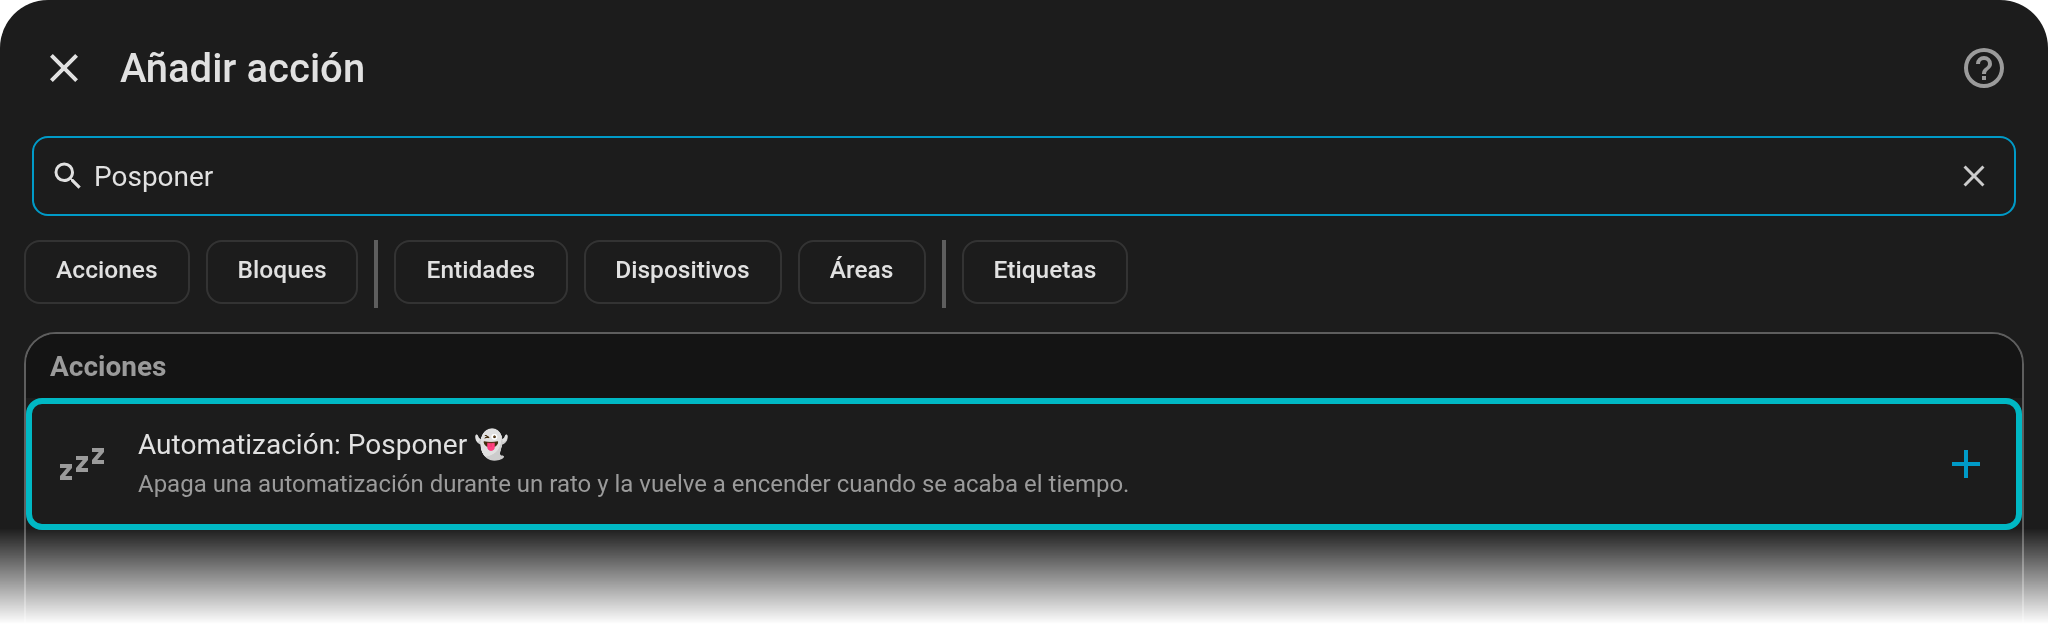 Añadir acción
Posponer
Acciones
Bloques
Entidades
Dispositivos
Áreas
Etiquetas
Acciones
zzz
Automatización: Posponer 👻
Apaga una automatización durante un rato y la vuelve a encender cuando se acaba el tiempo.